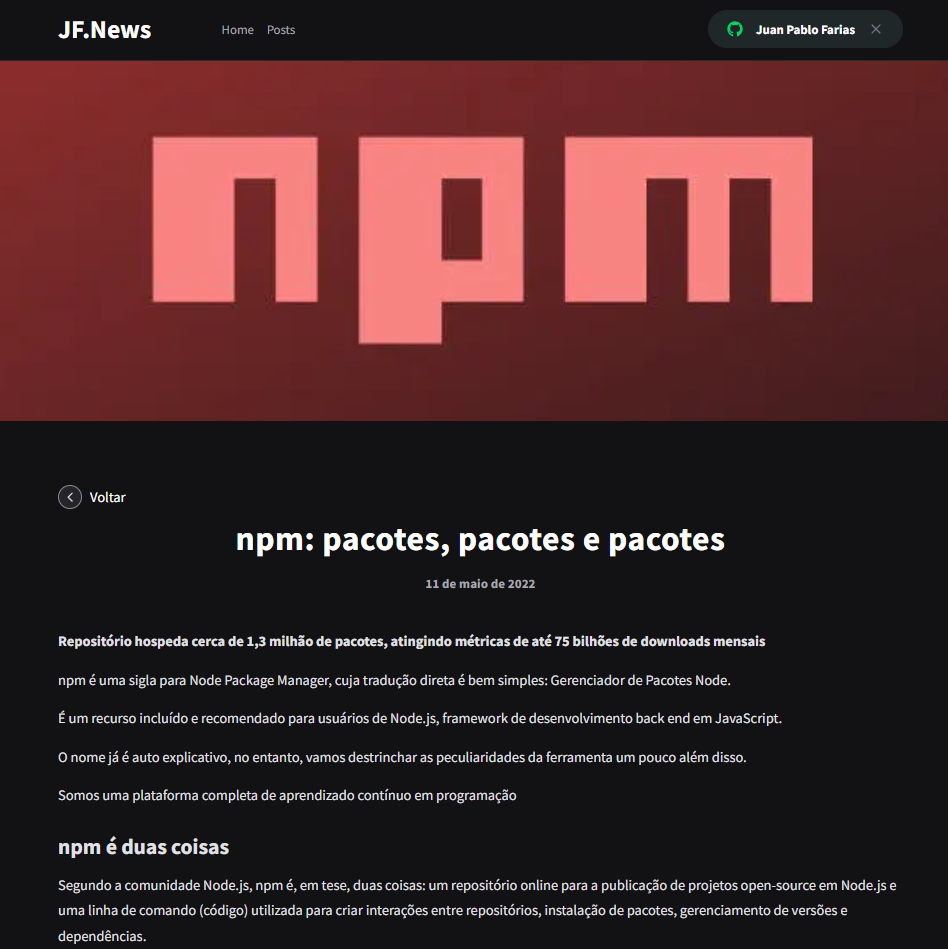 JF.News
Home
Posts
Juan Pablo Farias
npm
Voltar
npm: pacotes, pacotes e pacotes
11 de maio de 2022
Repositório hospeda cerca de 1,3 milhão de pacotes, atingindo métricas de até 75 bilhões de downloads mensais
npm é uma sigla para Node Package Manager, cuja tradução direta é bem simples: Gerenciador de Pacotes Node.
É um recurso incluído e recomendado para usuários de Node.js, framework de desenvolvimento back end em JavaScript.
O nome já é auto explicativo, no entanto, vamos destrinchar as peculiaridades da ferramenta um pouco além disso.
Somos uma plataforma completa de aprendizado contínuo em programação
npm é duas coisas
Segundo a comunidade Node.js, npm é, em tese, duas coisas: um repositório online para a publicação de projetos open-source em Node.js e
uma linha de comando (código) utilizada para criar interações entre repositórios, instalação de pacotes, gerenciamento de versões e
dependências.